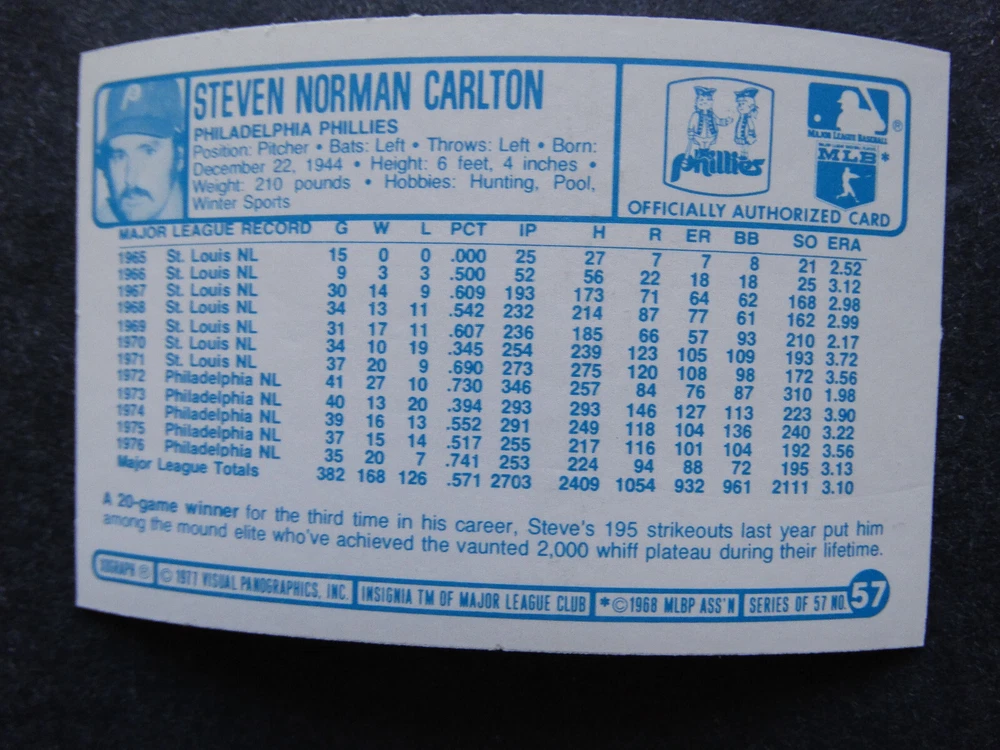 STEVEN NORMAN CARLTON
PHILADELPHIA PHILLIES
Position: Pitcher • Bats: Left • Throws: Left • Born:
December 22, 1944 • Height: 6 feet, 4 inches •
Weight: 210 pounds • Hobbies: Hunting, Pool,
Winter Sports
Phillies
MAJOR LEAGUE BASEBALL ®
MLB*
OFFICIALLY AUTHORIZED CARD
MAJOR LEAGUE RECORD G W L PCT IP H R ER BB SO ERA
1965 St. Louis NL 15 0 0 .000 25 27 7 7 8 21 2.52
1966 St. Louis NL 9 3 3 .500 52 56 22 18 18 25 3.12
1967 St. Louis NL 30 14 9 .609 193 173 71 64 62 168 2.98
1968 St. Louis NL 34 13 11 .542 232 214 87 77 61 162 2.99
1969 St. Louis NL 31 17 11 .607 236 185 66 57 93 210 2.17
1970 St. Louis NL 34 10 19 .345 254 239 123 105 109 193 3.72
1971 St. Louis NL 37 20 9 .690 273 275 120 108 98 172 3.56
1972 Philadelphia NL 41 27 10 .730 346 257 84 76 87 310 1.98
1973 Philadelphia NL 40 13 20 .394 293 293 146 127 113 223 3.90
1974 Philadelphia NL 39 16 13 .552 291 249 118 104 136 240 3.22
1975 Philadelphia NL 37 15 14 .517 255 217 116 101 104 192 3.56
1976 Philadelphia NL 35 20 7 .741 253 224 94 88 72 195 3.13
Major League Totals 382 168 126 .571 2703 2409 1054 932 961 2111 3.10
A 20-game winner for the third time in his career, Steve's 195 strikeouts last year put him
among the mound elite who've achieved the vaunted 2,000 whiff plateau during their lifetime.
XOGRAPH ® © 1977 VISUAL PANOGRAPHICS, INC. INSIGNIA TM OF MAJOR LEAGUE CLUB *©1968 MLBP ASS'N SERIES OF 57 NO. 57